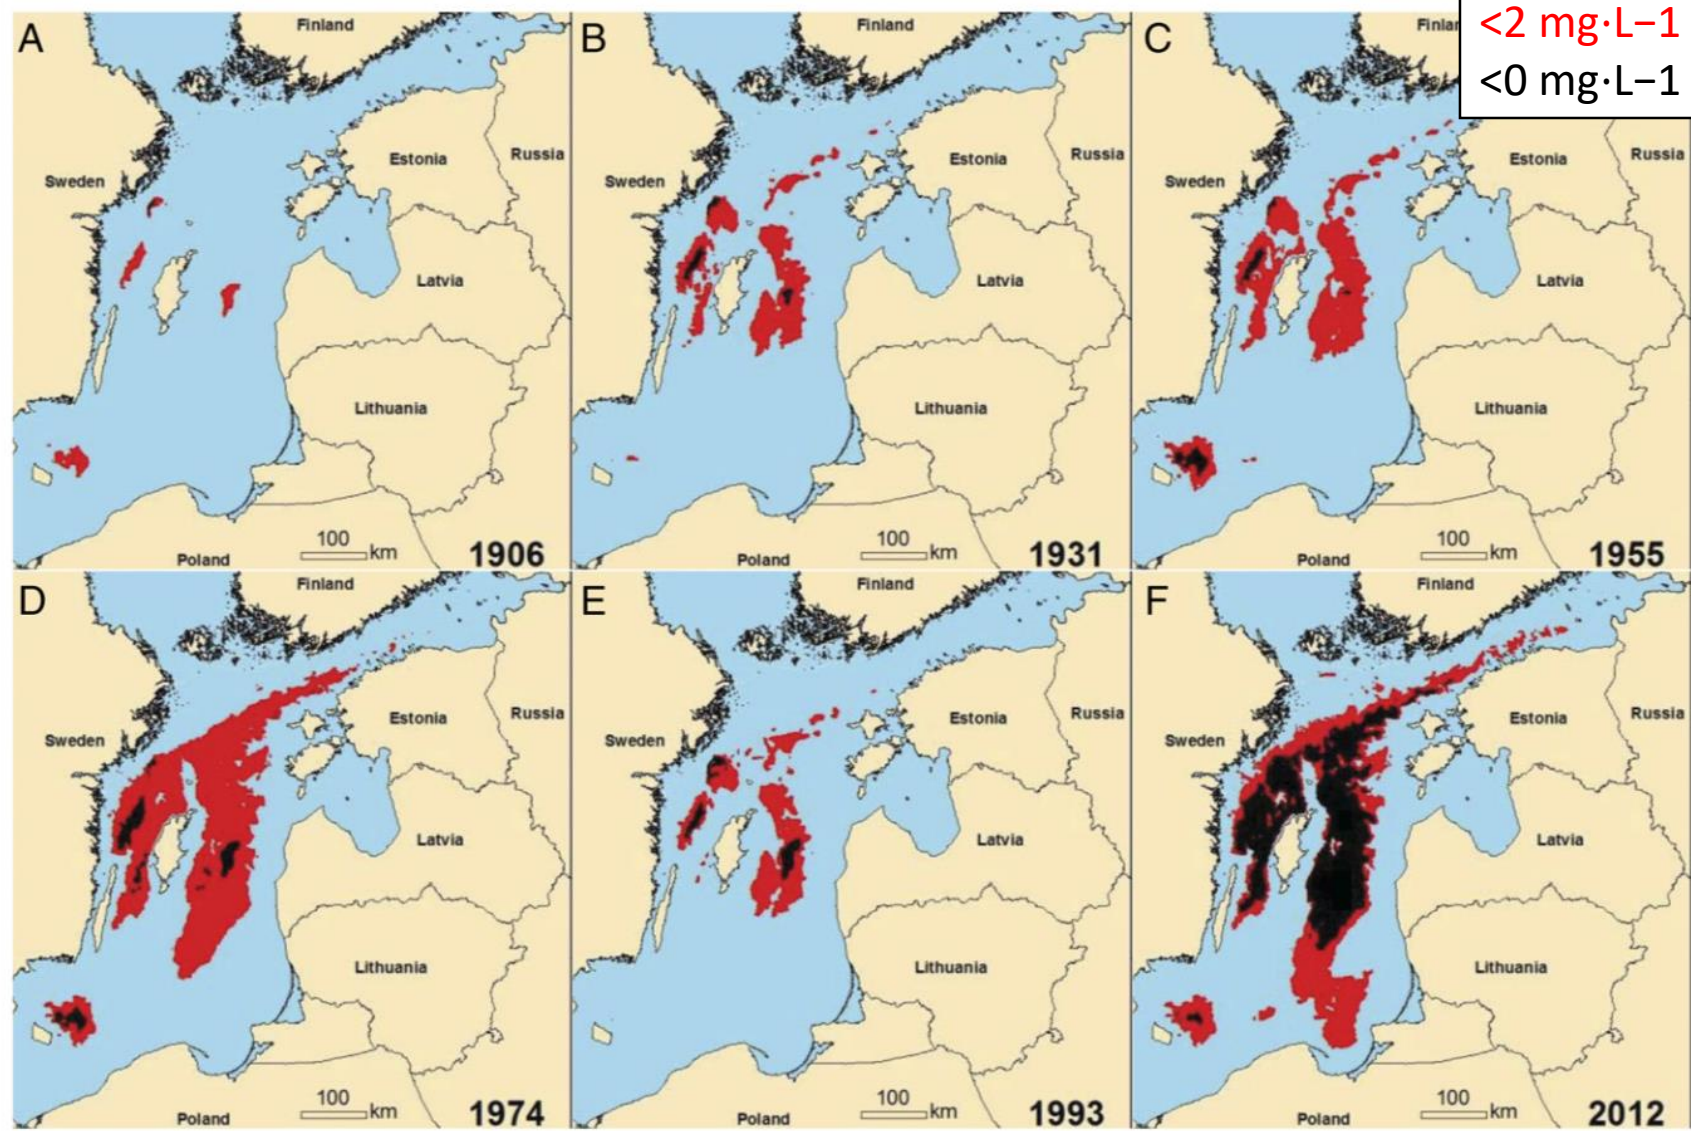 <2 mg·L−1
<0 mg·L−1
A
Finland
Sweden
Estonia
Russia
Latvia
Lithuania
Poland
100
km
1906
B
Finland
Sweden
Estonia
Russia
Latvia
Lithuania
Poland
100
km
1931
C
Finlan
Sweden
Estonia
Russia
Latvia
Lithuania
Poland
100
km
1955
D
Finland
Sweden
Estonia
Russia
Latvia
Lithuania
Poland
100
km
1974
E
Finland
Sweden
Estonia
Russia
Latvia
Lithuania
Poland
100
km
1993
F
Finland
Sweden
Estonia
Russia
Latvia
Lithuania
Poland
100
km
2012